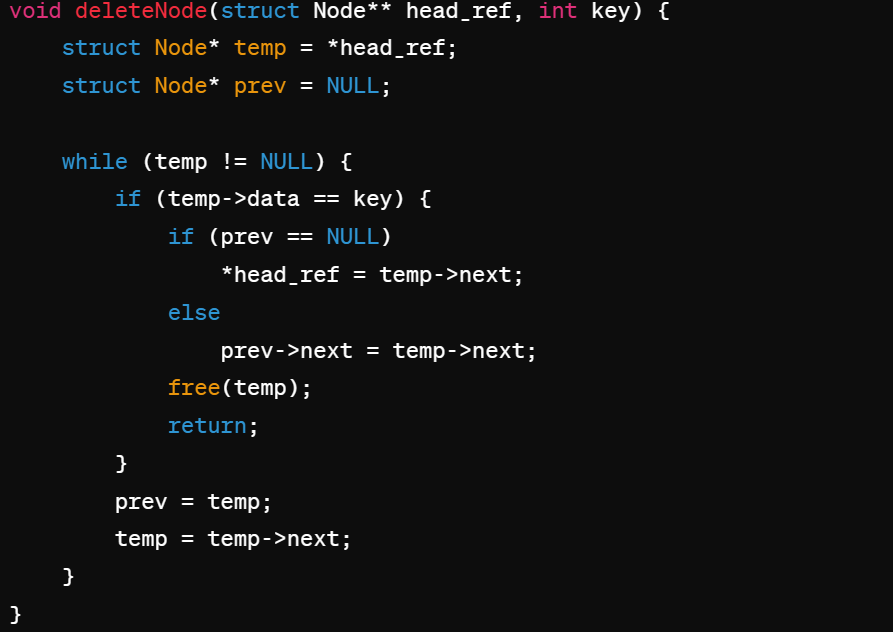 void deleteNode(struct Node** head_ref, int key) {
    struct Node* temp = *head_ref;
    struct Node* prev = NULL;

    while (temp != NULL) {
        if (temp->data == key) {
            if (prev == NULL)
                *head_ref = temp->next;
            else
                prev->next = temp->next;
            free(temp);
            return;
        }
        prev = temp;
        temp = temp->next;
    }
}